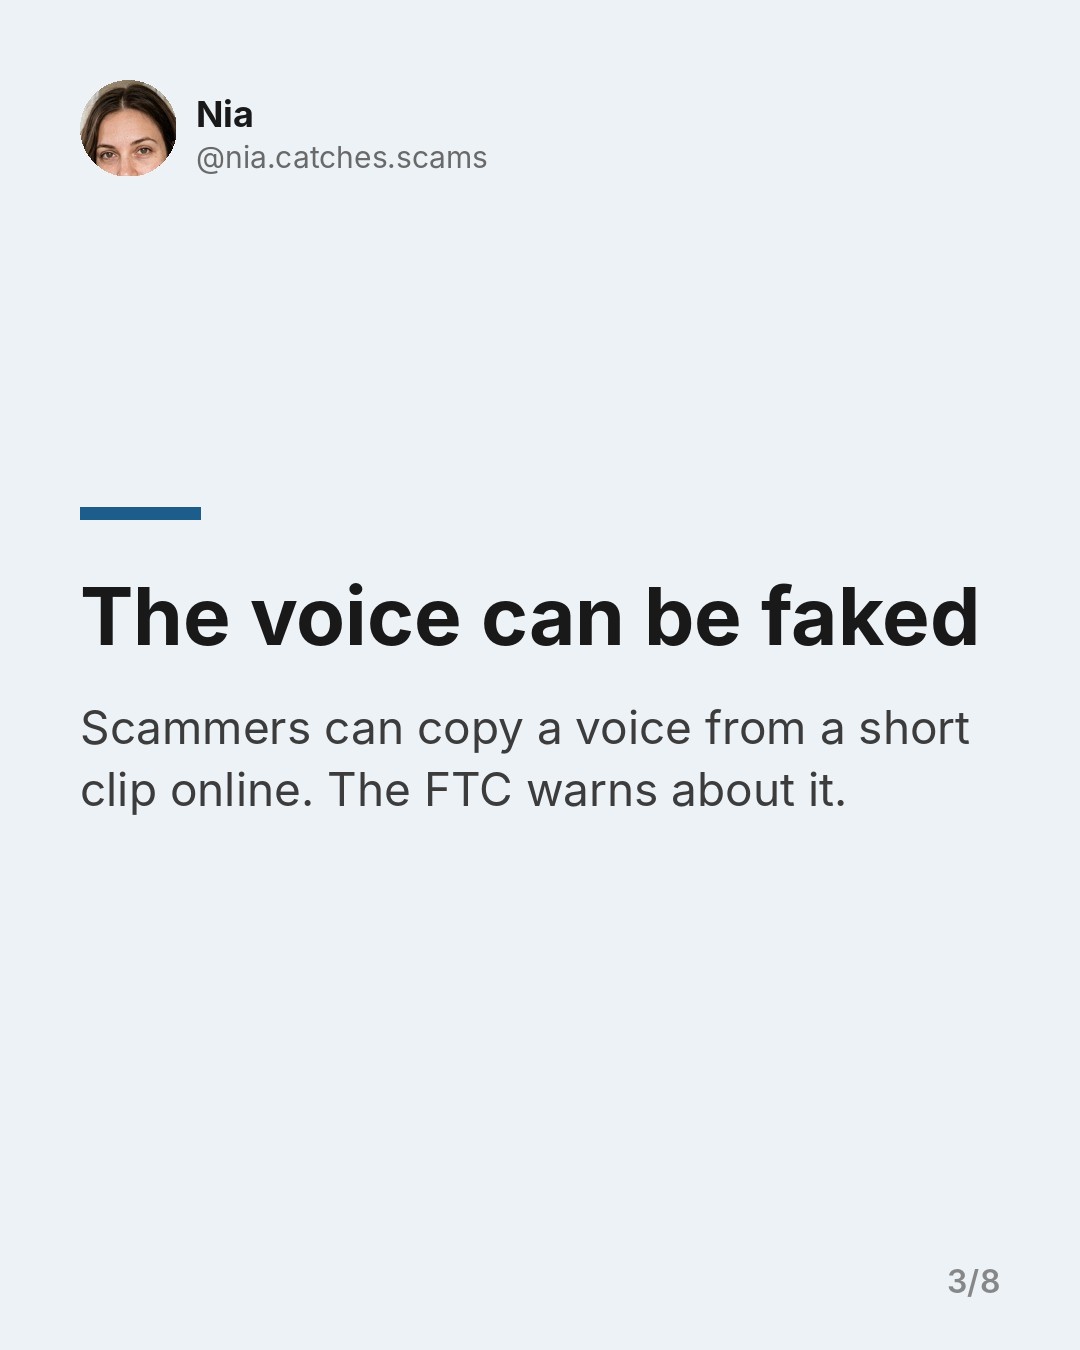 Nia
@nia.catches.scams
The voice can be faked
Scammers can copy a voice from a short
clip online. The FTC warns about it.
3/8